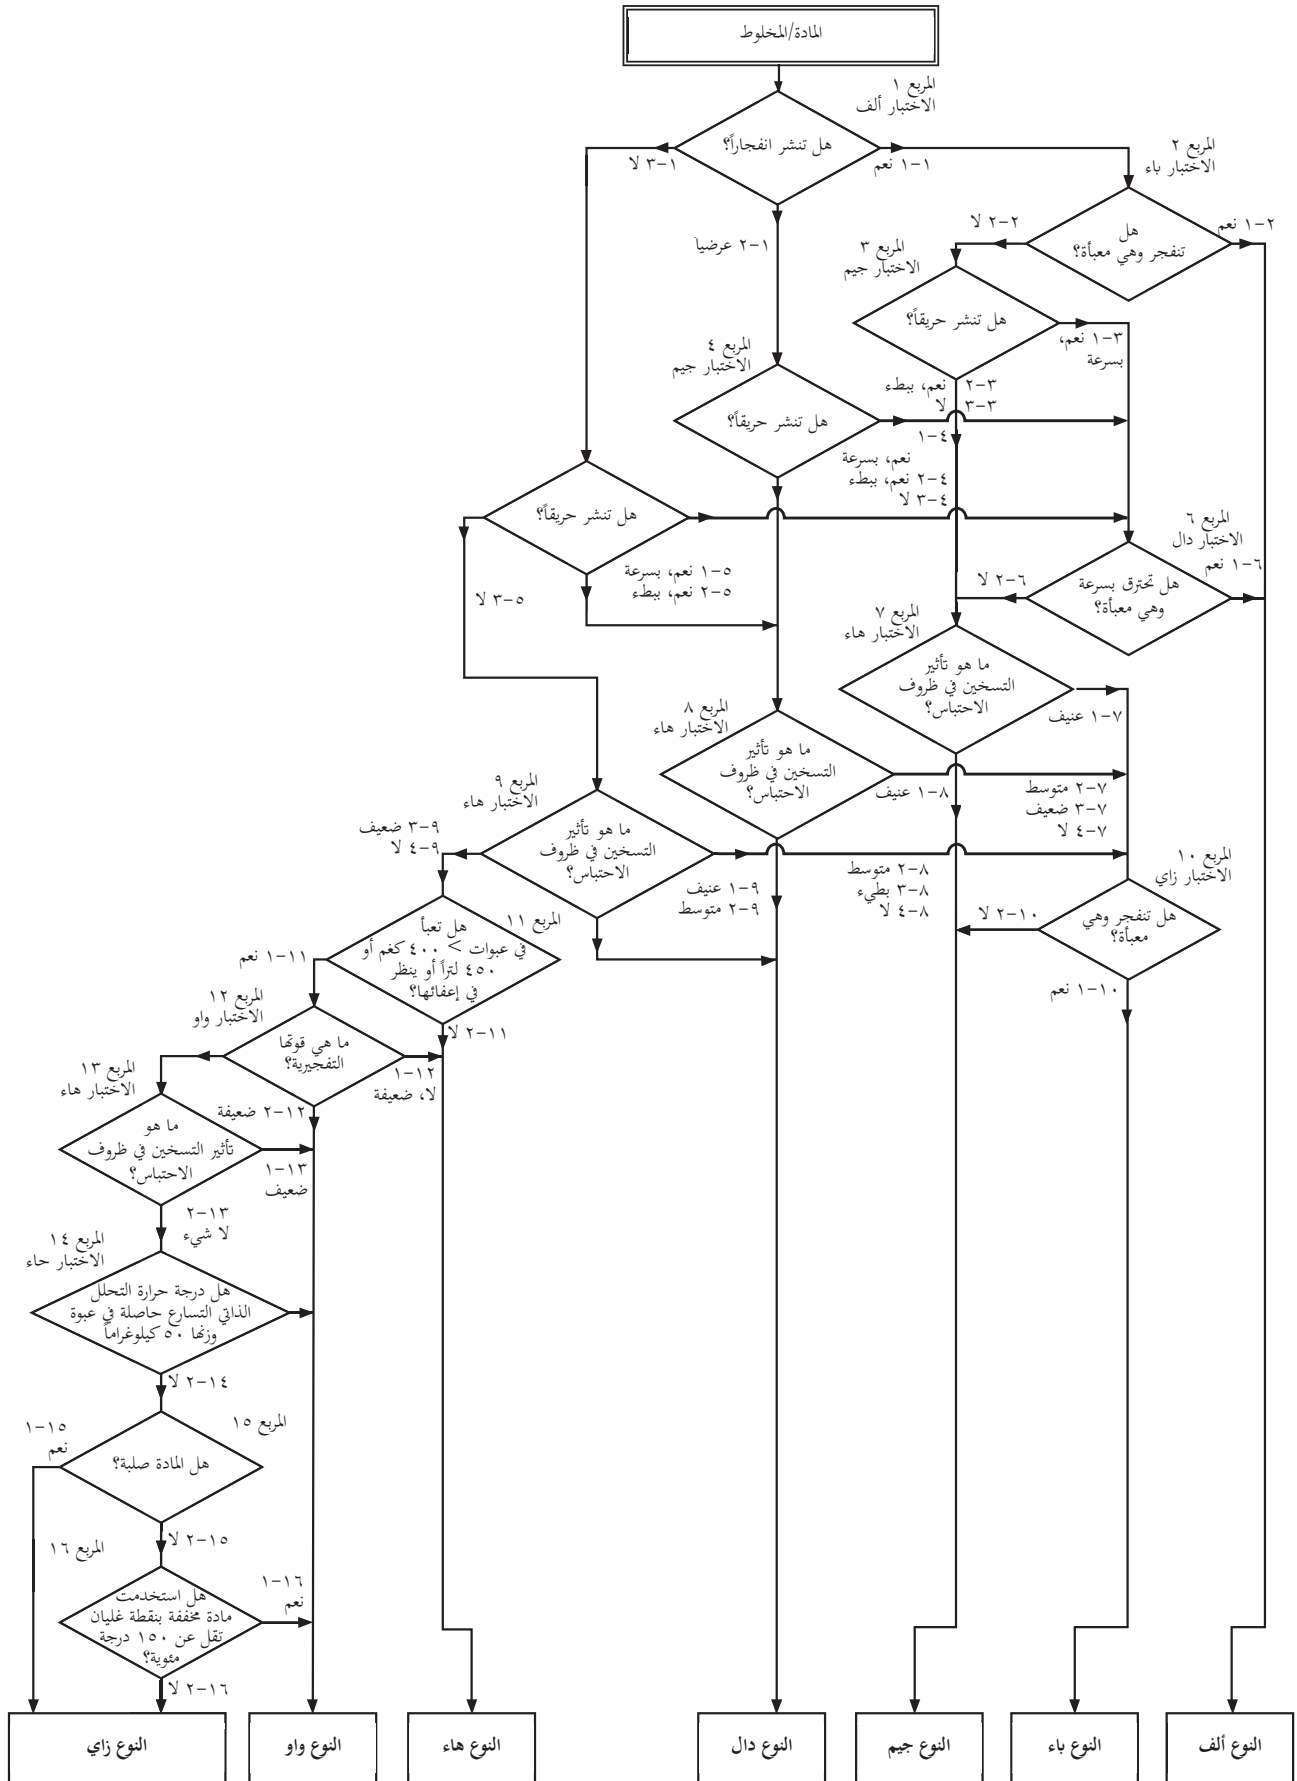 المادة/المخلوط
المربع ١
الاختبار ألف
هل تنشر انفجاراً؟
١-١ نعم
٣-١ لا
٢-١ عرضياً
المربع ٢
الاختبار باء
هل
تنفجر وهي معبأة؟
١-٢ نعم
٢-٢ لا
المربع ٣
الاختبار جيم
هل تنشر حريقاً؟
١-٣ نعم،
بسرعة
٢-٣ نعم، ببطء
٣-٣ لا
المربع ٤
الاختبار جيم
هل تنشر حريقاً؟
١-٤
نعم، بسرعة
٢-٤ نعم، ببطء
٣-٤ لا
هل تنشر حريقاً؟
١-٥ نعم، بسرعة
٢-٥ نعم، ببطء
٣-٥ لا
المربع ٦
الاختبار دال
هل تحترق بسرعة
وهي معبأة؟
١-٦ نعم
٢-٦ لا
المربع ٧
الاختبار هاء
ما هو تأثير
التسخين في ظروف
الاحتباس؟
١-٧ عنيف
٢-٧ متوسط
٣-٧ ضعيف
٤-٧ لا
المربع ٨
الاختبار هاء
ما هو تأثير
التسخين في ظروف
الاحتباس؟
١-٨ عنيف
٢-٨ متوسط
٣-٨ بطيء
٤-٨ لا
المربع ٩
الاختبار هاء
ما هو تأثير
التسخين في ظروف
الاحتباس؟
٣-٩ ضعيف
٤-٩ لا
١-٩ عنيف
٢-٩ متوسط
المربع ١٠
الاختبار زاي
هل تنفجر وهي
معبأة؟
٢-١٠ لا
١-١٠ نعم
المربع ١١
هل تعبأ
في عبوات > ٤٠٠ كغم أو
٤٥٠ لتراً أو ينظر
في إعفائها؟
١-١١ نعم
٢-١١ لا
المربع ١٢
الاختبار واو
ما هي قوتها
التفجيرية؟
١-١٢
لا، ضعيفة
٢-١٢ ضعيفة
المربع ١٣
الاختبار هاء
ما هو
تأثير التسخين في ظروف
الاحتباس؟
١-١٣
ضعيف
٢-١٣
لا شيء
المربع ١٤
الاختبار حاء
هل درجة حرارة التحلل
الذاتي التسارع حاصلة في عبوة
وزنها ٥٠ كيلوغراماً
٢-١٤ لا
المربع ١٥
هل المادة صلبة؟
١-١٥
نعم
٢-١٥ لا
المربع ١٦
هل استخدمت
مادة مخففة بنقطة غليان
تقل عن ١٥٠ درجة
مئوية؟
١-١٦
نعم
٢-١٦ لا
النوع ألف
النوع باء
النوع جيم
النوع دال
النوع هاء
النوع واو
النوع زاي